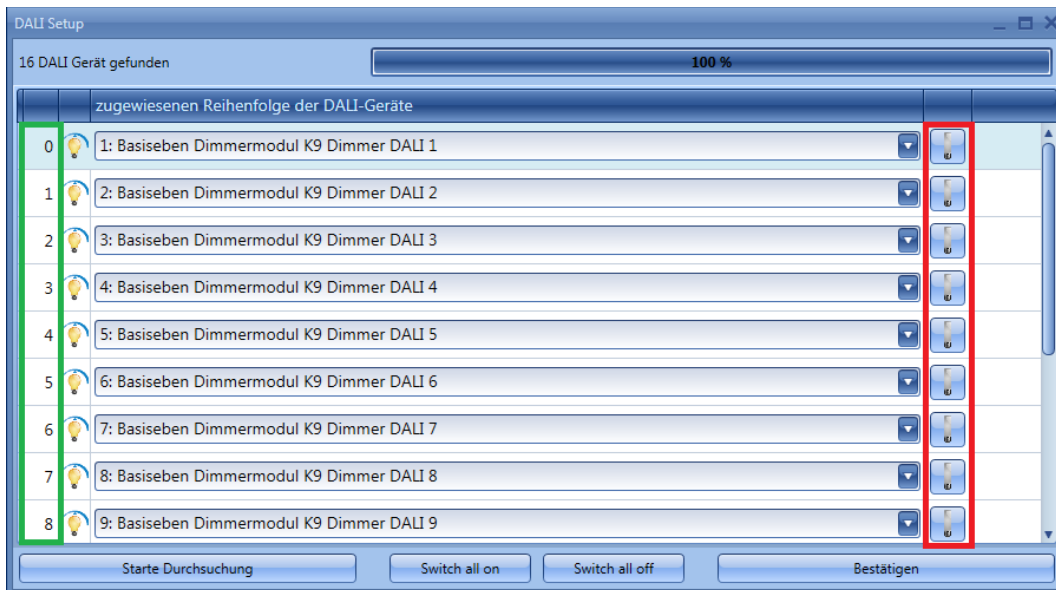 DALI Setup
16 DALI Gerät gefunden
100 %
zugewiesenen Reihenfolge der DALI-Geräte
0 1: Basiseben Dimmermodul K9 Dimmer DALI 1
1 2: Basiseben Dimmermodul K9 Dimmer DALI 2
2 3: Basiseben Dimmermodul K9 Dimmer DALI 3
3 4: Basiseben Dimmermodul K9 Dimmer DALI 4
4 5: Basiseben Dimmermodul K9 Dimmer DALI 5
5 6: Basiseben Dimmermodul K9 Dimmer DALI 6
6 7: Basiseben Dimmermodul K9 Dimmer DALI 7
7 8: Basiseben Dimmermodul K9 Dimmer DALI 8
8 9: Basiseben Dimmermodul K9 Dimmer DALI 9
Starte Durchsuchung Switch all on Switch all off Bestätigen